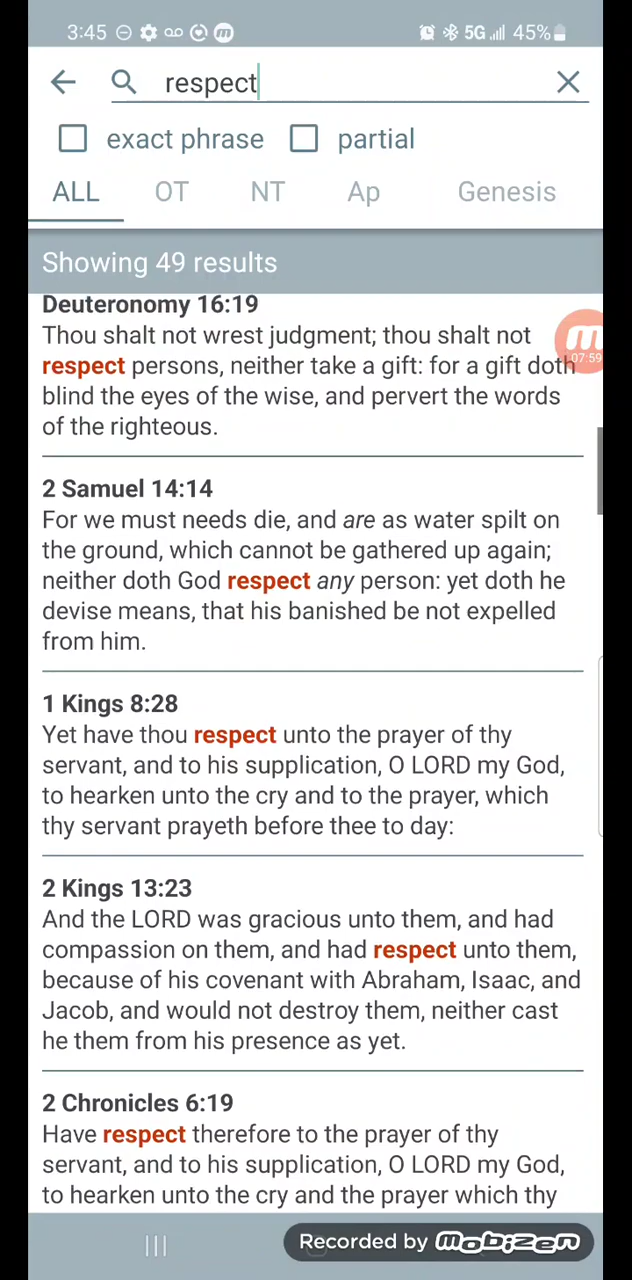 3:45
5G 45%
respect
exact phrase partial
ALL OT NT Ap Genesis
Showing 49 results
Deuteronomy 16:19
Thou shalt not wrest judgment; thou shalt not
respect persons, neither take a gift: for a gift doth
blind the eyes of the wise, and pervert the words
of the righteous.
07:59
2 Samuel 14:14
For we must needs die, and are as water spilt on
the ground, which cannot be gathered up again;
neither doth God respect any person: yet doth he
devise means, that his banished be not expelled
from him.
1 Kings 8:28
Yet have thou respect unto the prayer of thy
servant, and to his supplication, O LORD my God,
to hearken unto the cry and to the prayer, which
thy servant prayeth before thee to day:
2 Kings 13:23
And the LORD was gracious unto them, and had
compassion on them, and had respect unto them,
because of his covenant with Abraham, Isaac, and
Jacob, and would not destroy them, neither cast
he them from his presence as yet.
2 Chronicles 6:19
Have respect therefore to the prayer of thy
servant, and to his supplication, O LORD my God,
to hearken unto the cry and the prayer which thy
Recorded by mobizen